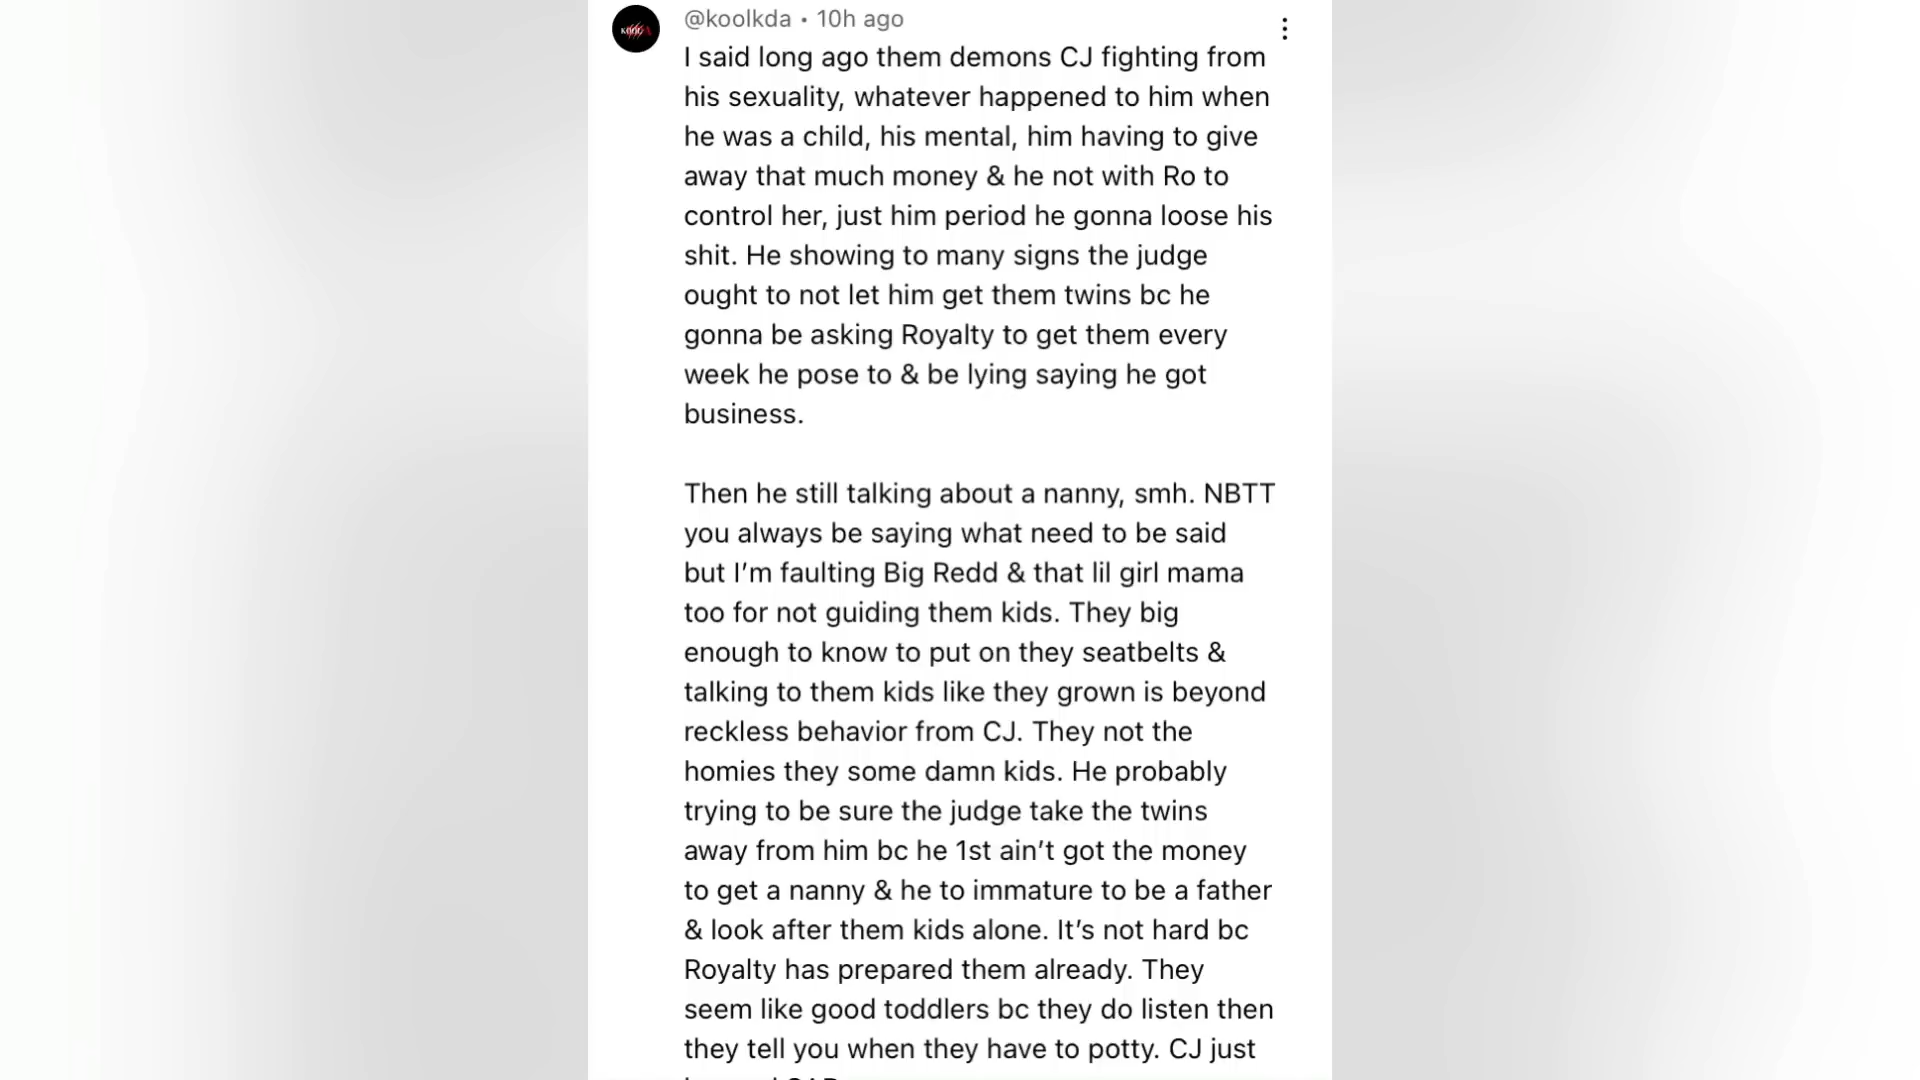 @koolkda • 10h ago
I said long ago them demons CJ fighting from
his sexuality, whatever happened to him when
he was a child, his mental, him having to give
away that much money & he not with Ro to
control her, just him period he gonna loose his
shit. He showing to many signs the judge
ought to not let him get them twins bc he
gonna be asking Royalty to get them every
week he pose to & be lying saying he got
business.
Then he still talking about a nanny, smh. NBTT
you always be saying what need to be said
but I’m faulting Big Redd & that lil girl mama
too for not guiding them kids. They big
enough to know to put on they seatbelts &
talking to them kids like they grown is beyond
reckless behavior from CJ. They not the
homies they some damn kids. He probably
trying to be sure the judge take the twins
away from him bc he 1st ain’t got the money
to get a nanny & he to immature to be a father
& look after them kids alone. It’s not hard bc
Royalty has prepared them already. They
seem like good toddlers bc they do listen then
they tell you when they have to potty. CJ just